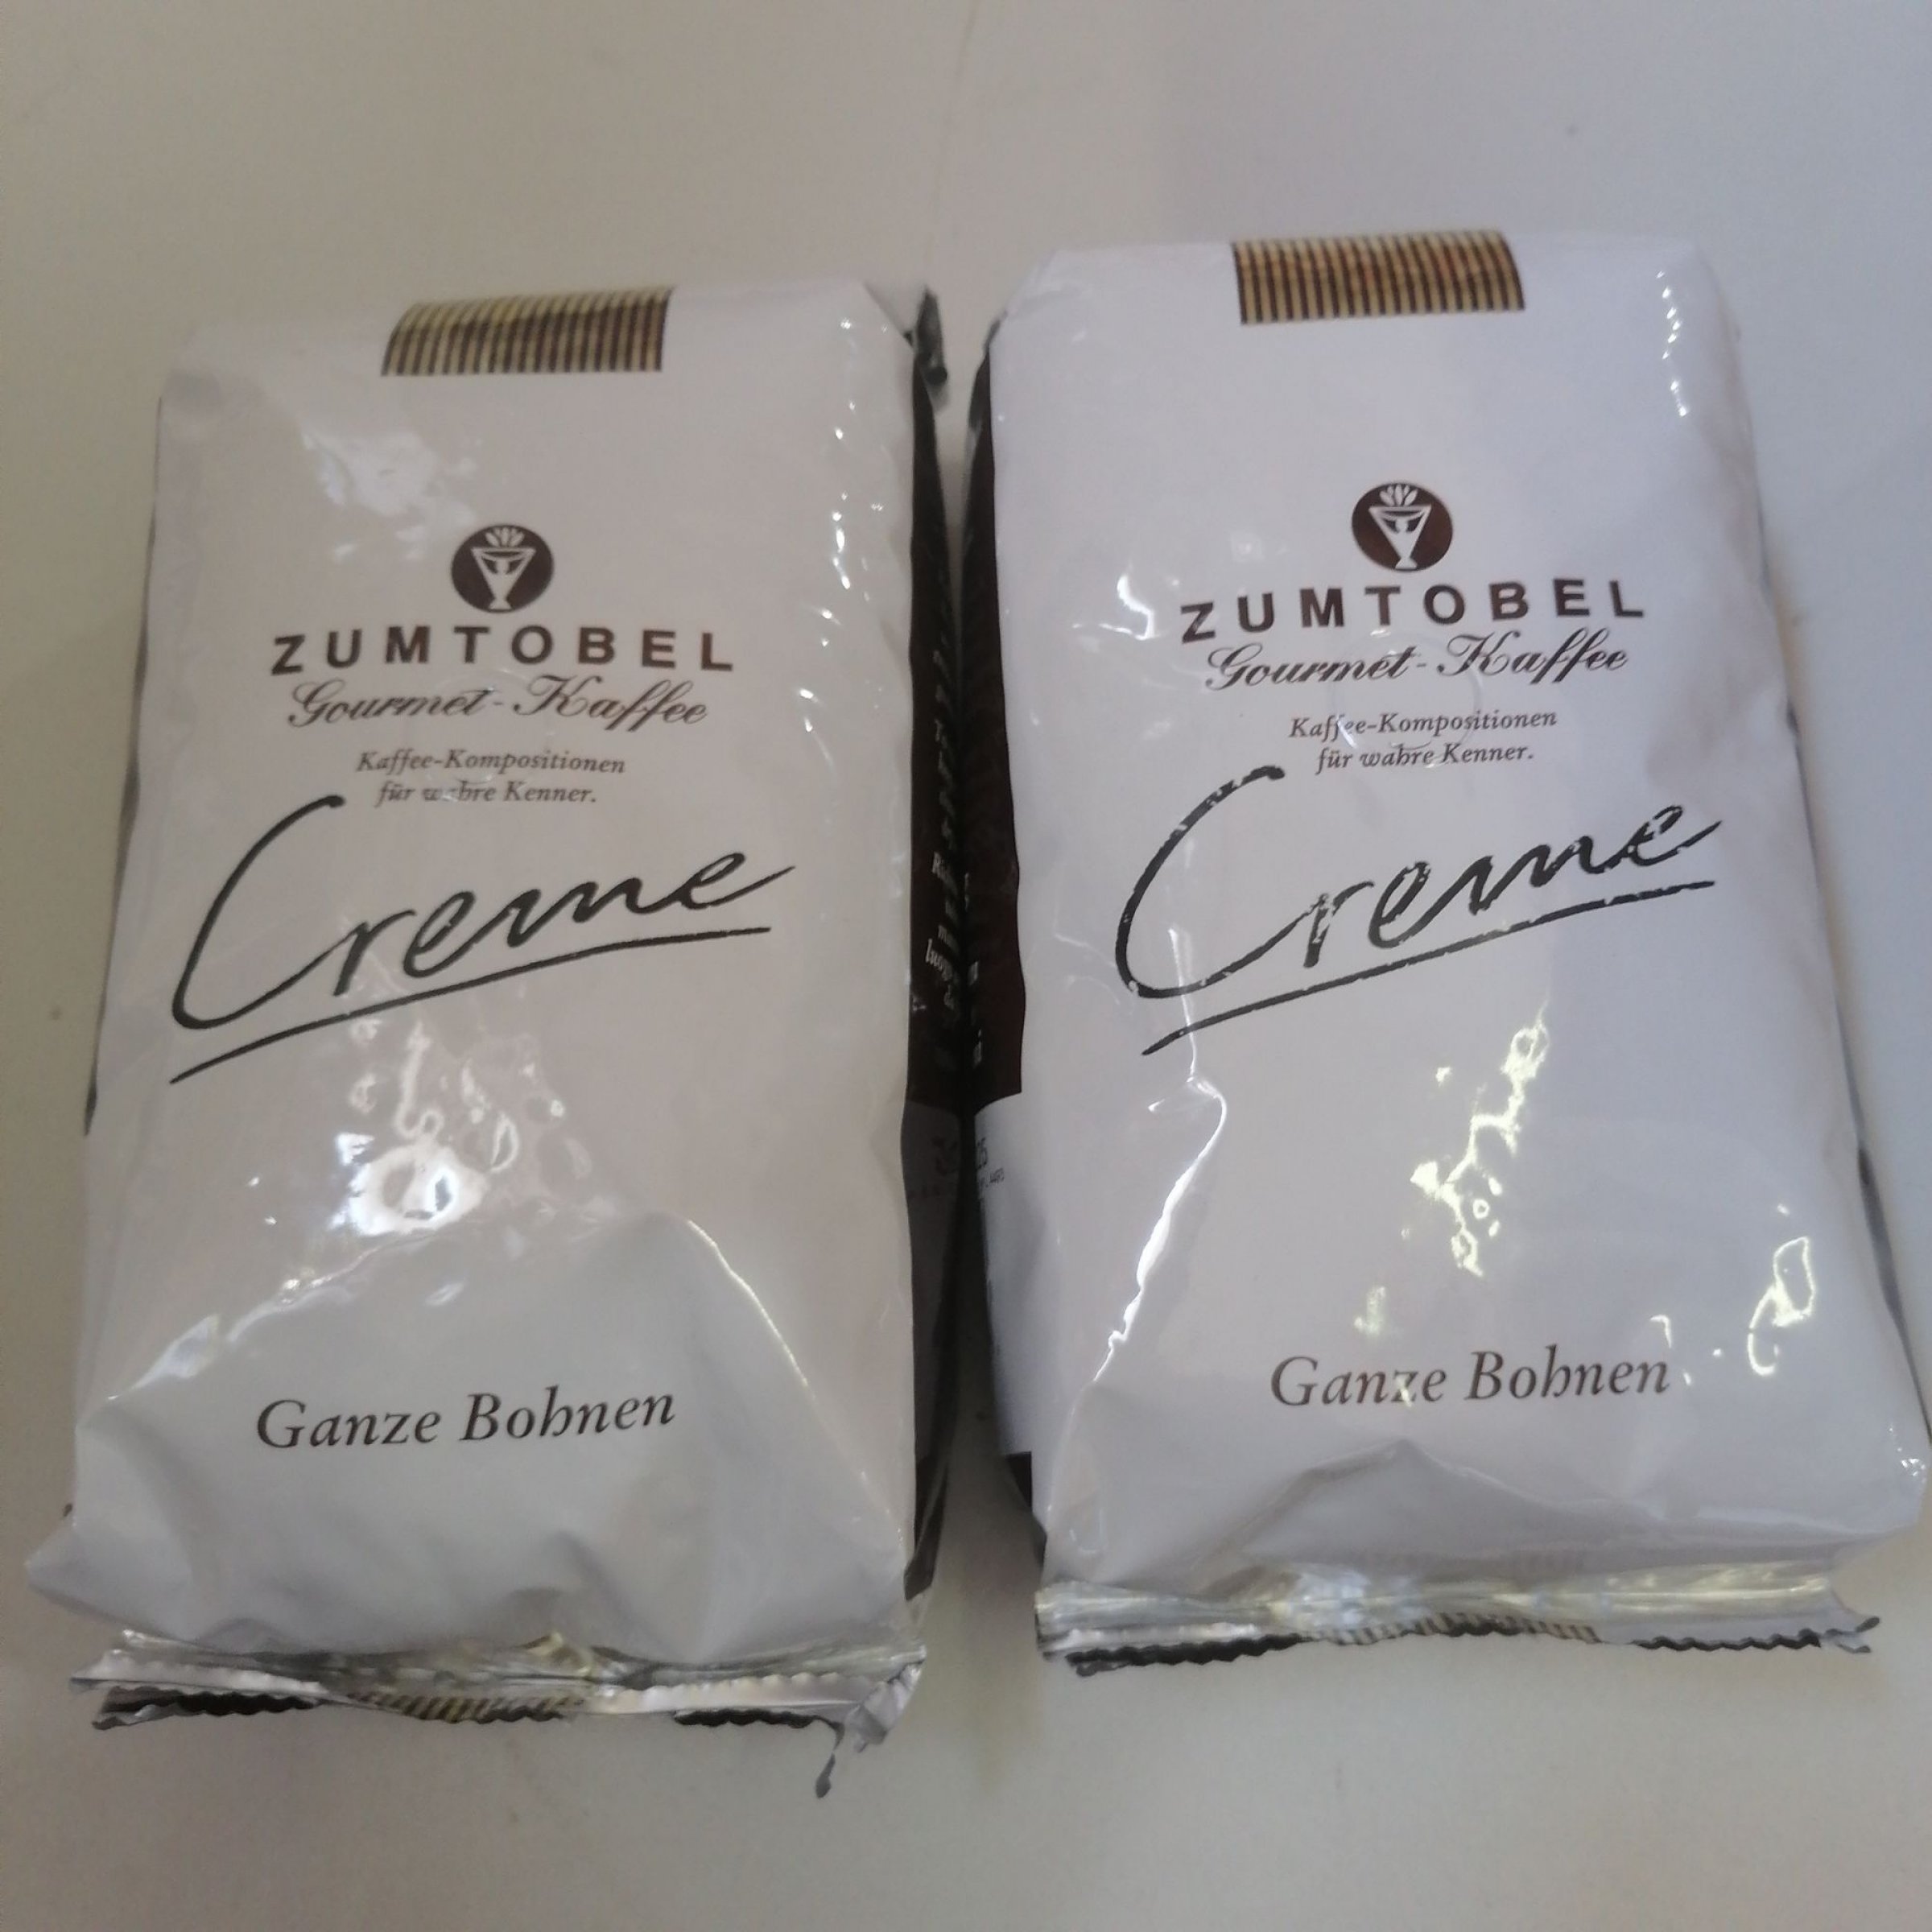 ZUMTOBEL
Gourmet-Kaffee
Kaffee-Kompositionen
für wahre Kenner.
Creme
Ganze Bohnen
ZUMTOBEL
Gourmet-Kaffee
Kaffee-Kompositionen
für wahre Kenner.
Creme
Ganze Bohnen